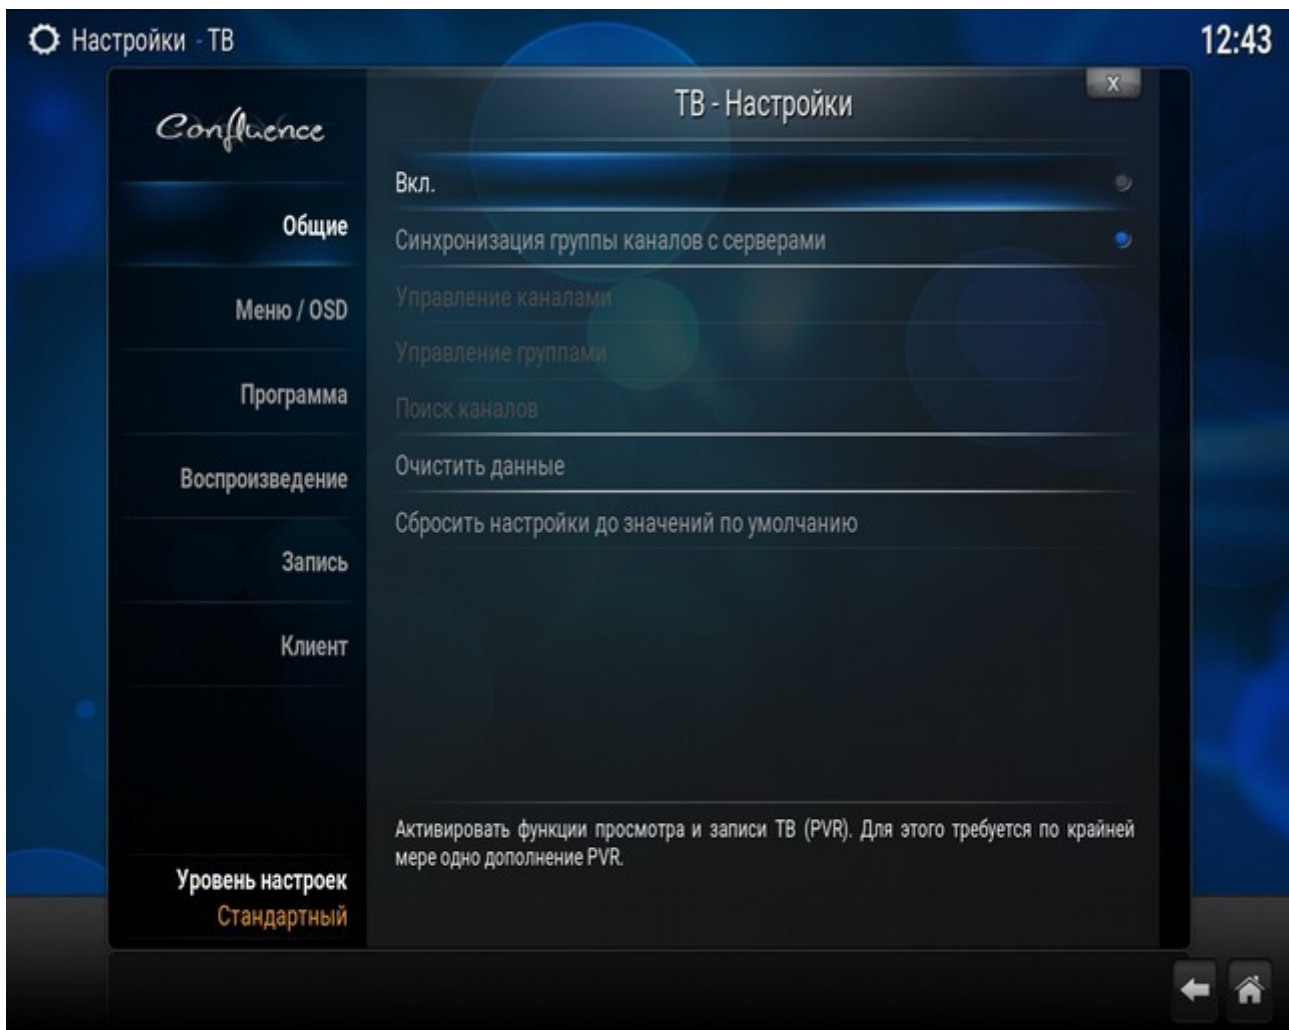 Настройки - ТВ
12:43
Confluence
ТВ - Настройки
X
Вкл.
Общие
Синхронизация группы каналов с серверами
Меню / OSD
Управление каналами
Управление группами
Программа
Поиск каналов
Воспроизведение
Очистить данные
Сбросить настройки до значений по умолчанию
Запись
Клиент
Активировать функции просмотра и записи ТВ (PVR). Для этого требуется по крайней
мере одно дополнение PVR.
Уровень настроек
Стандартный